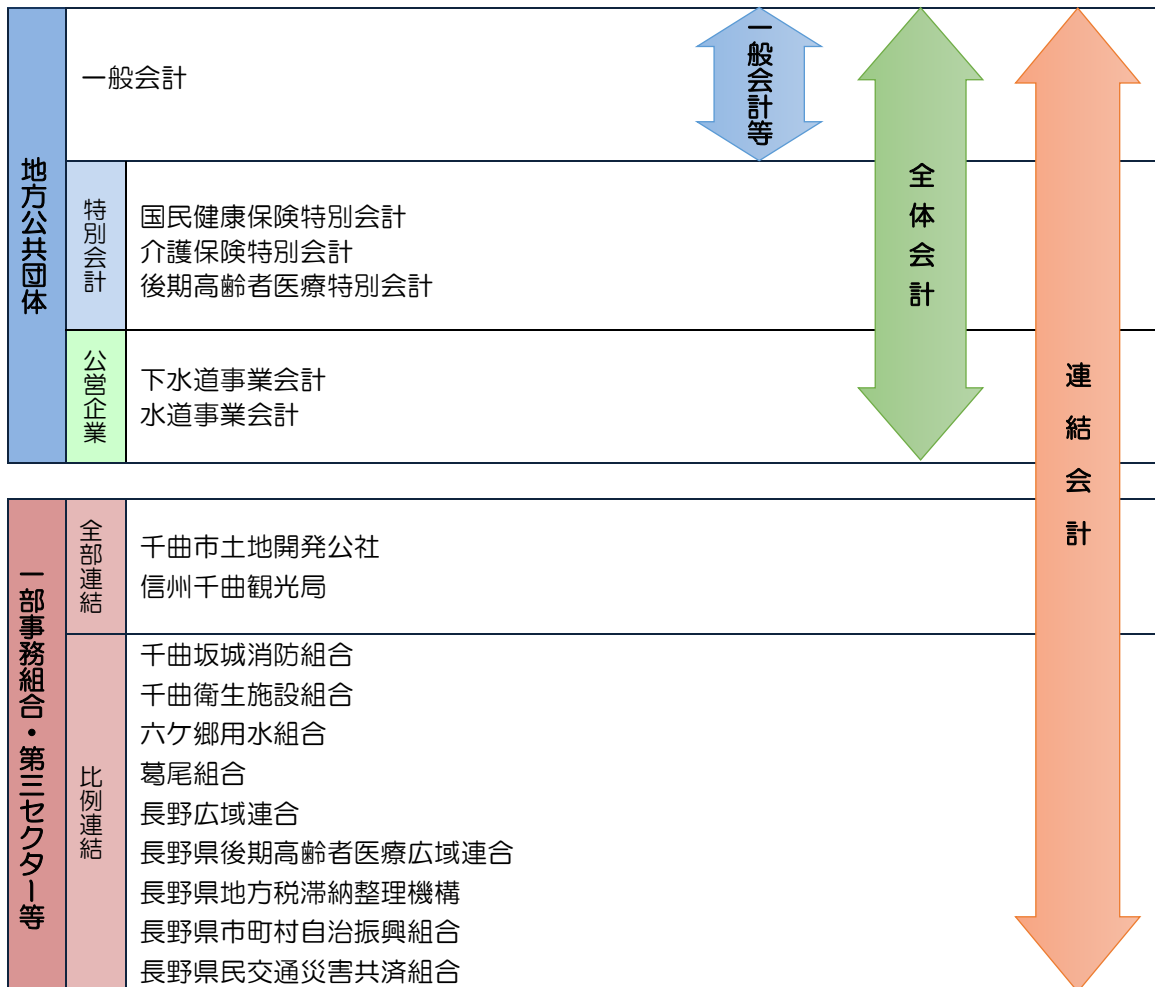 地方公共団体
一般会計
特別会計
国民健康保険特別会計
介護保険特別会計
後期高齢者医療特別会計
公営企業
下水道事業会計
水道事業会計
一般会計等
全体会計
連結会計
一部事務組合・第三セクター等
全部連結
千曲市土地開発公社
信州千曲観光局
比例連結
千曲坂城消防組合
千曲衛生施設組合
六ケ郷用水組合
葛尾組合
長野広域連合
長野県後期高齢者医療広域連合
長野県地方税滞納整理機構
長野県市町村自治振興組合
長野県民交通災害共済組合